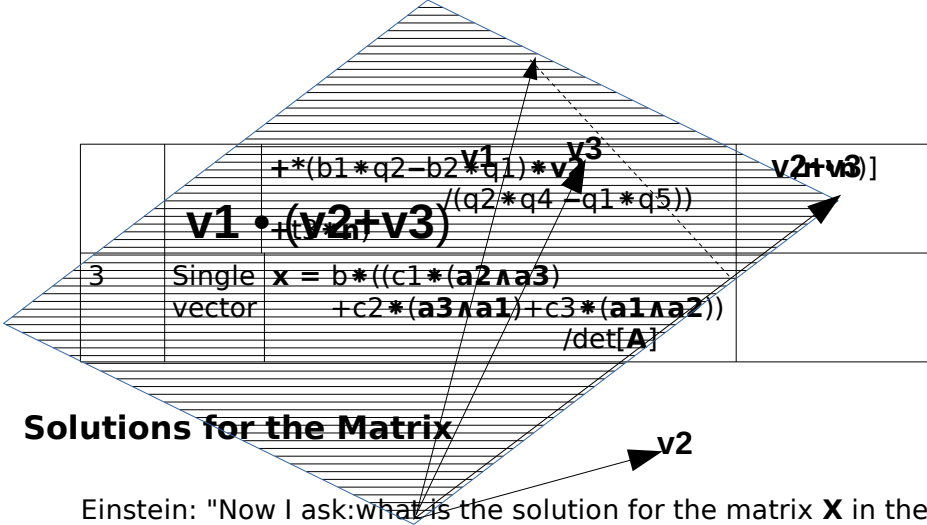 v1 v3
+*(b1*q2−b2*q1)*
v2+v3 )]
/(q2*q4 −q1*q5))
v1 • (v2+v3)
3 Single x = b*((c1*(a2∧a3)
vector +c2*(a3∧a1)+c3*(a1∧a2))
/det[A]
Solutions for the Matrix
v2
Einstein: "Now I ask:what is the solution for the matrix X in the